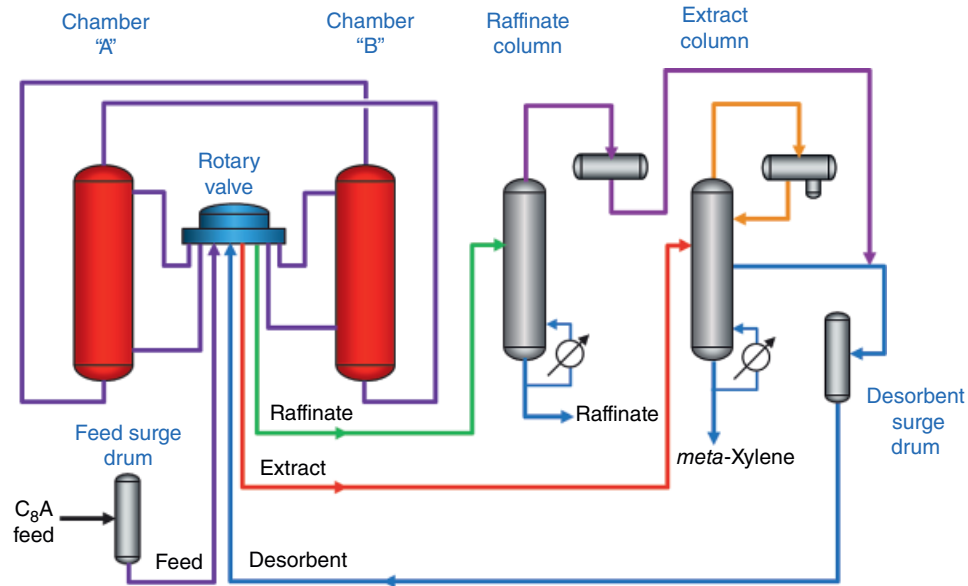 Chamber
"A"
Chamber
"B"
Raffinate
column
Extract
column
Rotary
valve
Raffinate
Raffinate
Extract
meta-Xylene
Desorbent
surge
drum
Feed surge
drum
C₈A
feed
Feed
Desorbent